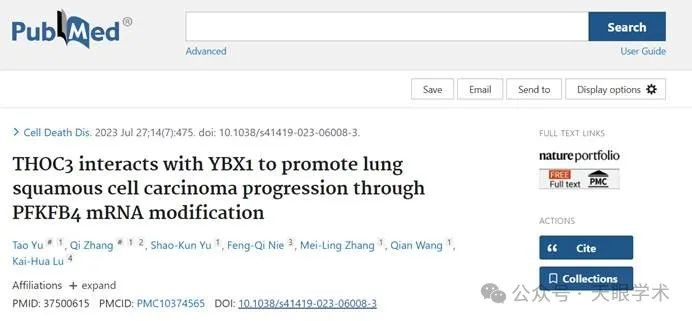 PubMed®
Search
Advanced
User Guide
Save
Email
Send to
Display options
Cell Death Dis. 2023 Jul 27;14(7):475. doi: 10.1038/s41419-023-06008-3.
THOC3 interacts with YBX1 to promote lung
squamous cell carcinoma progression through
PFKFB4 mRNA modification
Tao Yu # 1, Qi Zhang # 1 2, Shao-Kun Yu 1, Feng-Qi Nie 3, Mei-Ling Zhang 1, Qian Wang 1,
Kai-Hua Lu 4
Affiliations + expand
PMID: 37500615 PMCID: PMC10374565 DOI: 10.1038/s41419-023-06008-3
FULL TEXT LINKS
nature portfolio
FREE
Full text
PMC
ACTIONS
Cite
Collections
公众号 · 天眼学术